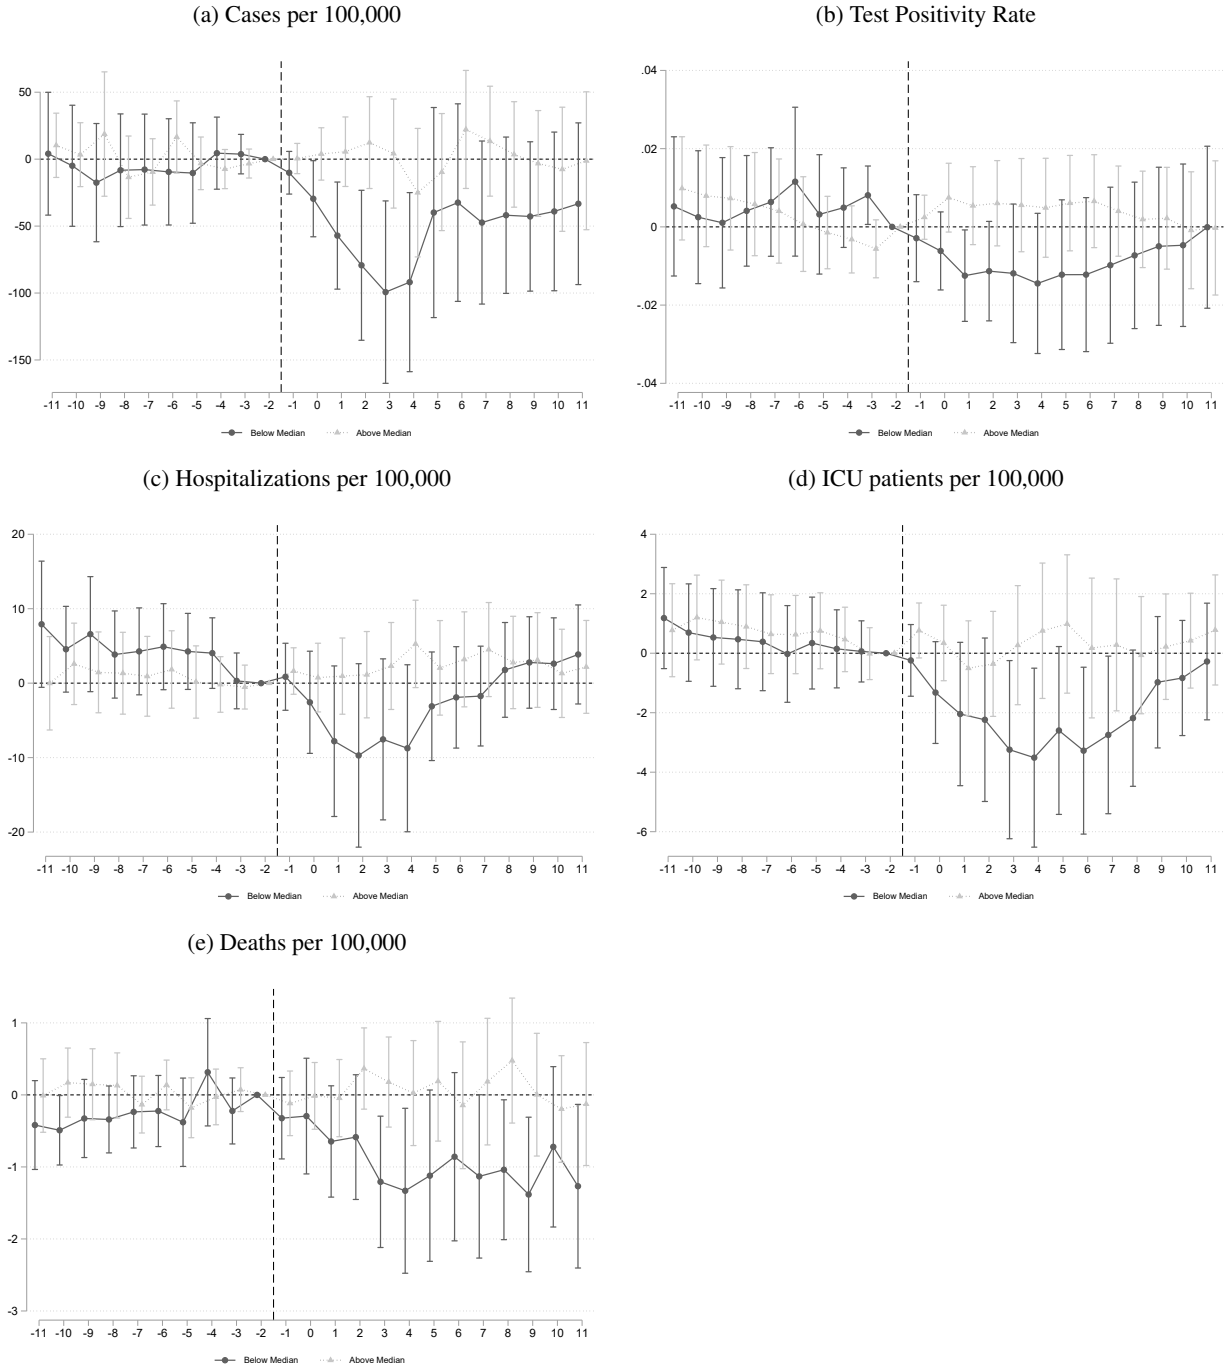 (a) Cases per 100,000
50
0
-50
-100
-150
-11 -10 -9 -8 -7 -6 -5 -4 -3 -2 -1 0 1 2 3 4 5 6 7 8 9 10 11
Below Median Above Median
(b) Test Positivity Rate
.04
.02
0
-.02
-.04
-11 -10 -9 -8 -7 -6 -5 -4 -3 -2 -1 0 1 2 3 4 5 6 7 8 9 10 11
Below Median Above Median
(c) Hospitalizations per 100,000
20
10
0
-10
-20
-11 -10 -9 -8 -7 -6 -5 -4 -3 -2 -1 0 1 2 3 4 5 6 7 8 9 10 11
Below Median Above Median
(d) ICU patients per 100,000
4
2
0
-2
-4
-6
-11 -10 -9 -8 -7 -6 -5 -4 -3 -2 -1 0 1 2 3 4 5 6 7 8 9 10 11
Below Median Above Median
(e) Deaths per 100,000
1
0
-1
-2
-3
-11 -10 -9 -8 -7 -6 -5 -4 -3 -2 -1 0 1 2 3 4 5 6 7 8 9 10 11
Below Median Above Median